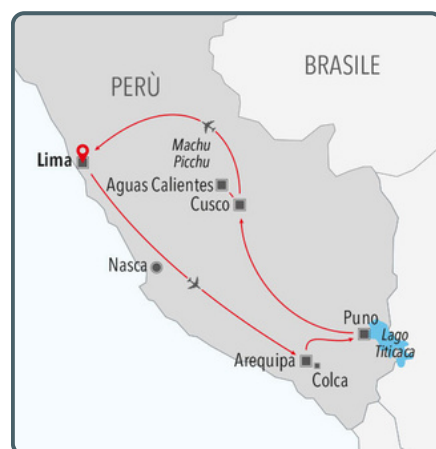 BRASILE
PERÙ
Machu
Picchu
Lima
Aguas Calientes
Cusco
Nasca
Puno
Lago
Titicaca
Arequipa
Colca